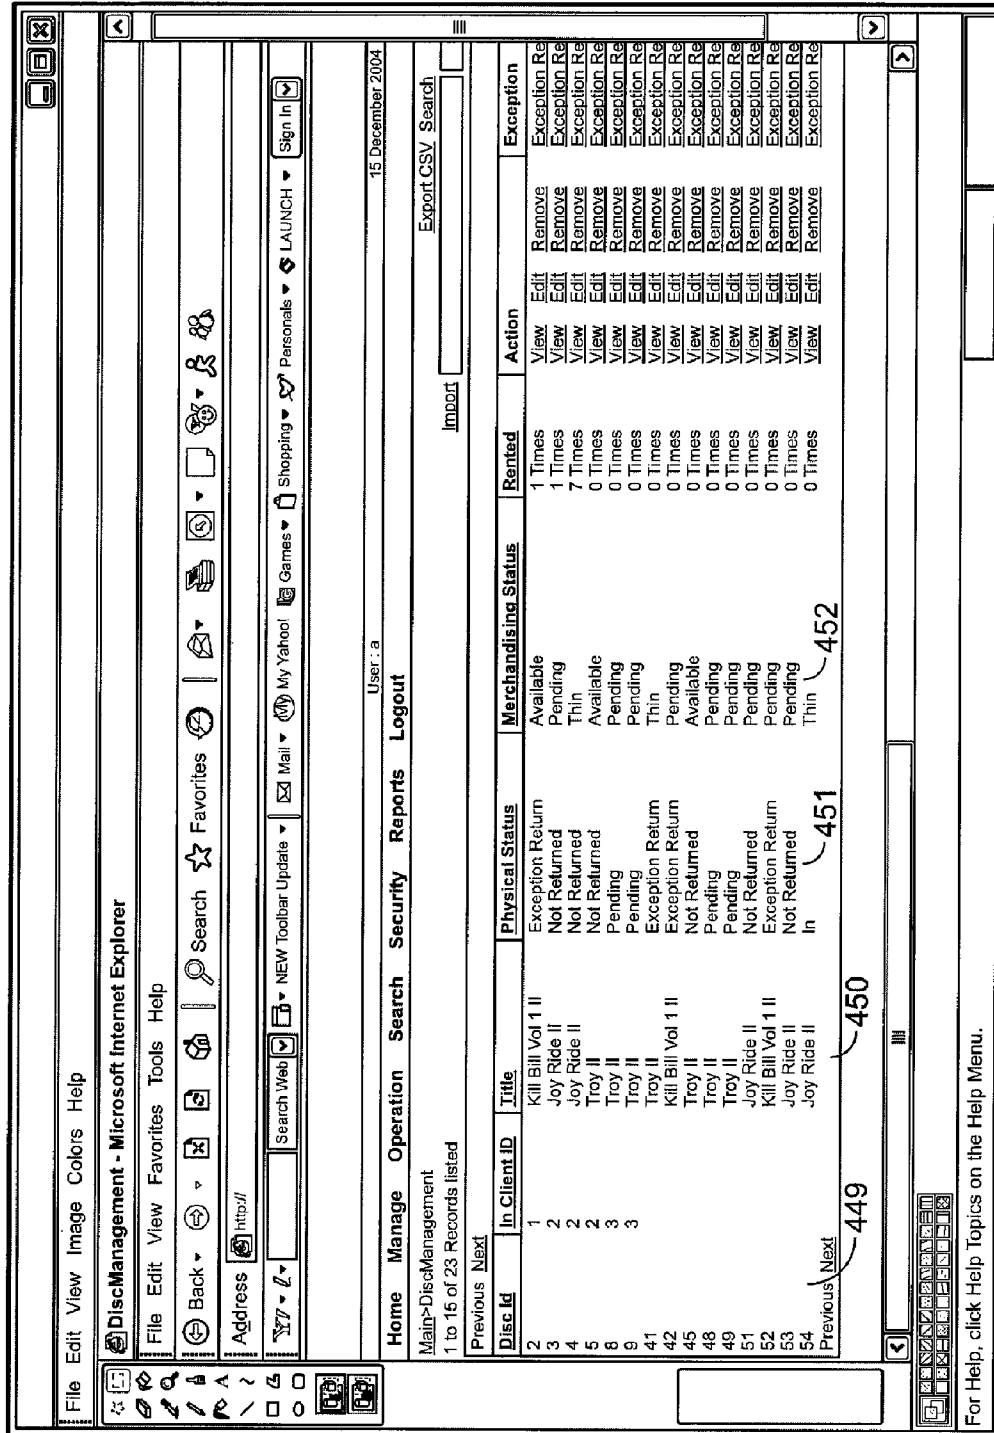 File Edit View Image Colors Help
DiscManagement - Microsoft Internet Explorer
File Edit View Favorites Tools Help
Back Search Favorites
Address http://
Search Web NEW Toolbar Update Mail My Yahoo! Games Shopping Personals LAUNCH Sign In
User : a 15 December 2004
Home Manage Operation Search Security Reports Logout
Main>DiscManagement Import Export CSV Search
1 to 15 of 23 Records listed
Previous Next
Disc Id In Client ID Title Physical Status Merchandising Status Rented Action Exception
2 1 Kill Bill Vol 1 II Exception Return Available 1 Times View Edit Remove Exception Re
3 2 Joy Ride II Not Returned Pending 1 Times View Edit Remove Exception Re
4 2 Joy Ride II Not Returned Thin 7 Times View Edit Remove Exception Re
5 2 Troy II Not Returned Available 0 Times View Edit Remove Exception Re
8 3 Troy II Pending Pending 0 Times View Edit Remove Exception Re
9 3 Troy II Pending Pending 0 Times View Edit Remove Exception Re
41 Troy II Exception Return Thin 0 Times View Edit Remove Exception Re
42 Kill Bill Vol 1 II Exception Return Pending 0 Times View Edit Remove Exception Re
45 Troy II Not Returned Available 0 Times View Edit Remove Exception Re
48 Troy II Pending Pending 0 Times View Edit Remove Exception Re
49 Troy II Pending Pending 0 Times View Edit Remove Exception Re
51 Joy Ride II Not Returned Pending 0 Times View Edit Remove Exception Re
52 Kill Bill Vol 1 II Exception Return Pending 0 Times View Edit Remove Exception Re
53 Joy Ride II Not Returned Pending 0 Times View Edit Remove Exception Re
54 Joy Ride II In Thin 0 Times View Edit Remove Exception Re
Previous Next
449 450 451 452
For Help, click Help Topics on the Help Menu.